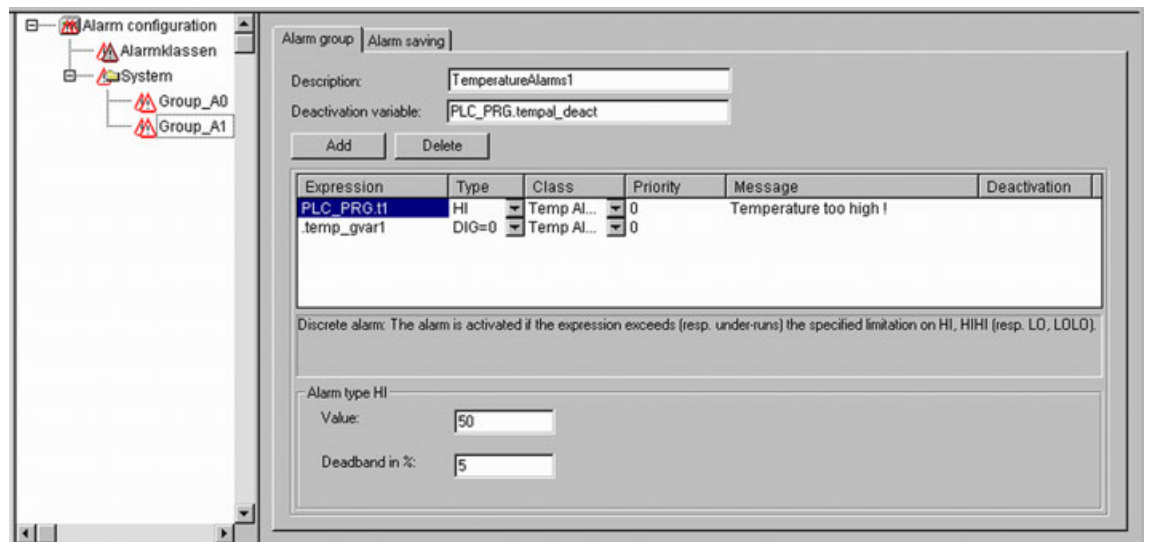 Alarm configuration
Alarmklassen
System
Group_A0
Group_A1
Alarm group Alarm saving
Description: TemperatureAlarms1
Deactivation variable: PLC_PRG.tempal_deact
Add Delete
Expression Type Class Priority Message Deactivation
PLC_PRG.t1 HI Temp Al... 0 Temperature too high !
.temp_gvar1 DIG=0 Temp Al... 0
Discrete alarm: The alarm is activated if the expression exceeds (resp. under-runs) the specified limitation on HI, HIHI (resp. LO, LOLO).
Alarm type HI
Value: 50
Deadband in %: 5